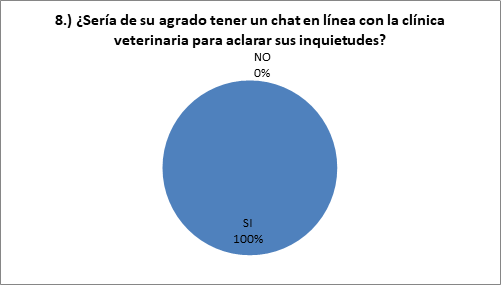 8.) ¿Sería de su agrado tener un chat en línea con la clínica
veterinaria para aclarar sus inquietudes?
NO
0%
SI
100%